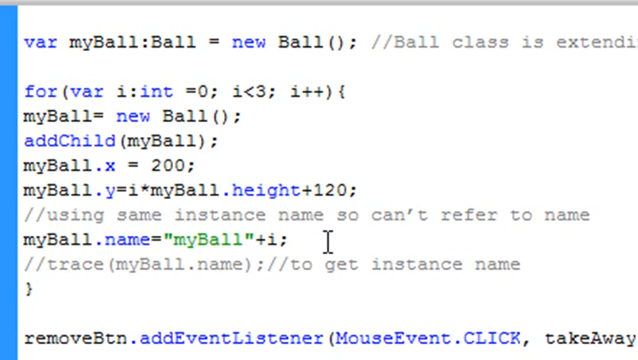 var myBall:Ball = new Ball(); //Ball class is extendi
for(var i:int =0; i<3; i++){
myBall= new Ball();
addChild(myBall);
myBall.x = 200;
myBall.y=i*myBall.height+120;
//using same instance name so can’t refer to name
myBall.name="myBall"+i;
//trace(myBall.name);//to get instance name
}
removeBtn.addEventListener(MouseEvent.CLICK, takeAway